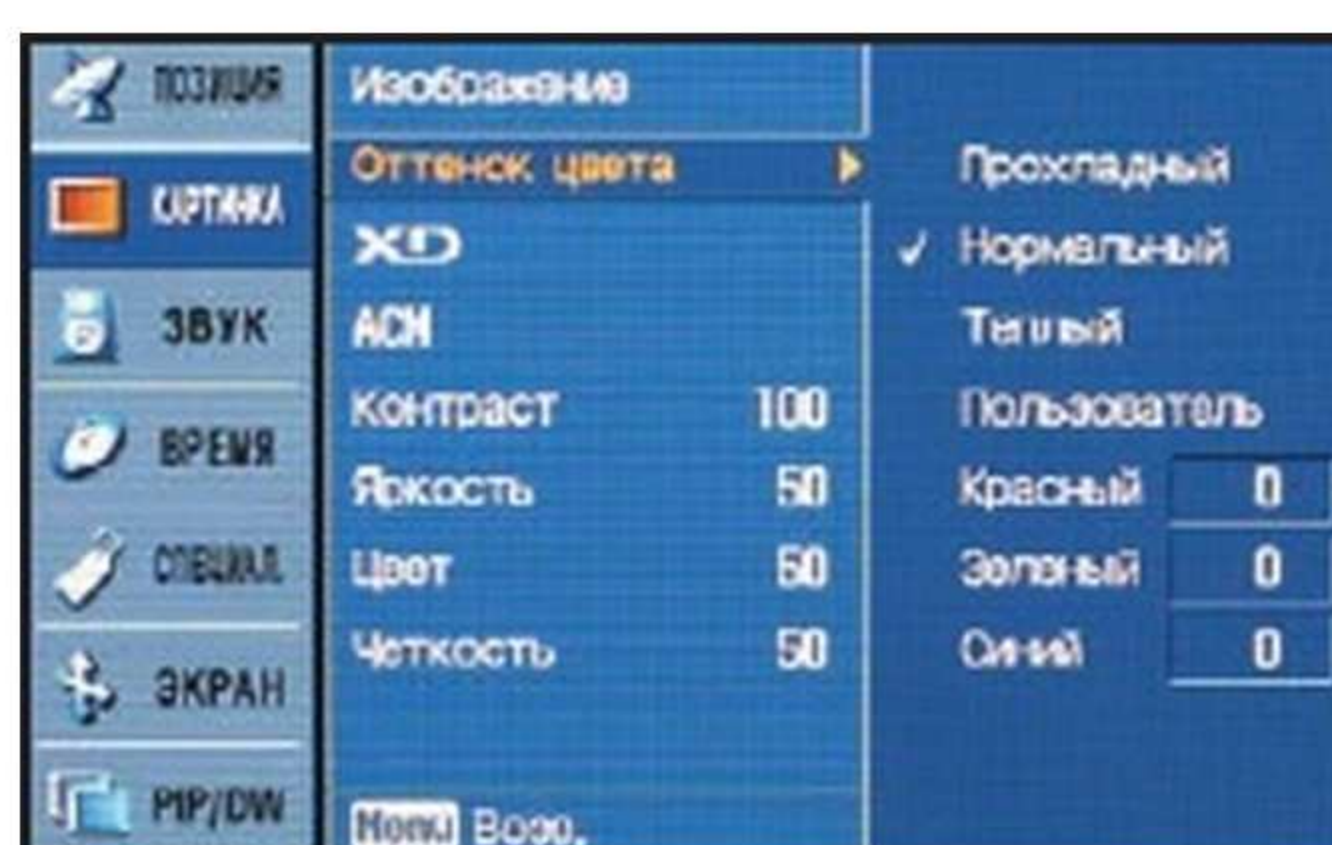 ПОЗИЦИЯ
КАРТИНКА
ЗВУК
ВРЕМЯ
СПЕЦИАЛ.
ЭКРАН
PIP/DW
Изображение
Оттенок цвета
XD
ACM
Контраст 100
Яркость 50
Цвет 50
Четкость 50
Menu Возв.
Прохладный
✓ Нормальный
Теплый
Пользователь
Красный 0
Зеленый 0
Синий 0